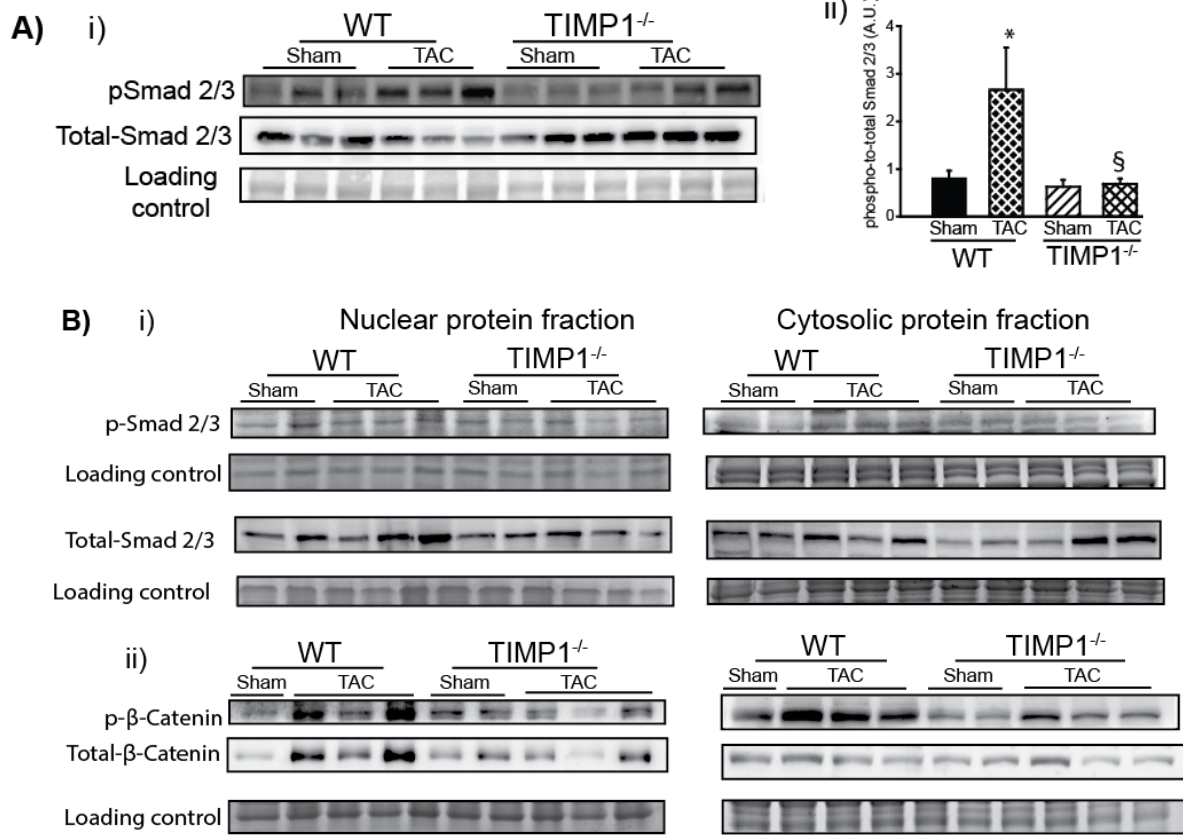 A) i)
WT TIMP1-/-
Sham TAC Sham TAC
pSmad 2/3
Total-Smad 2/3
Loading
control
ii)
phospho-to-total Smad 2/3 (A.U.)
4
3
2
1
0
*
§
Sham TAC Sham TAC
WT TIMP1-/-
B) i) Nuclear protein fraction Cytosolic protein fraction
WT TIMP1-/- WT TIMP1-/-
Sham TAC Sham TAC Sham TAC Sham TAC
p-Smad 2/3
Loading control
Total-Smad 2/3
Loading control
ii) WT TIMP1-/- WT TIMP1-/-
Sham TAC Sham TAC Sham TAC Sham TAC
p-β-Catenin
Total-β-Catenin
Loading control